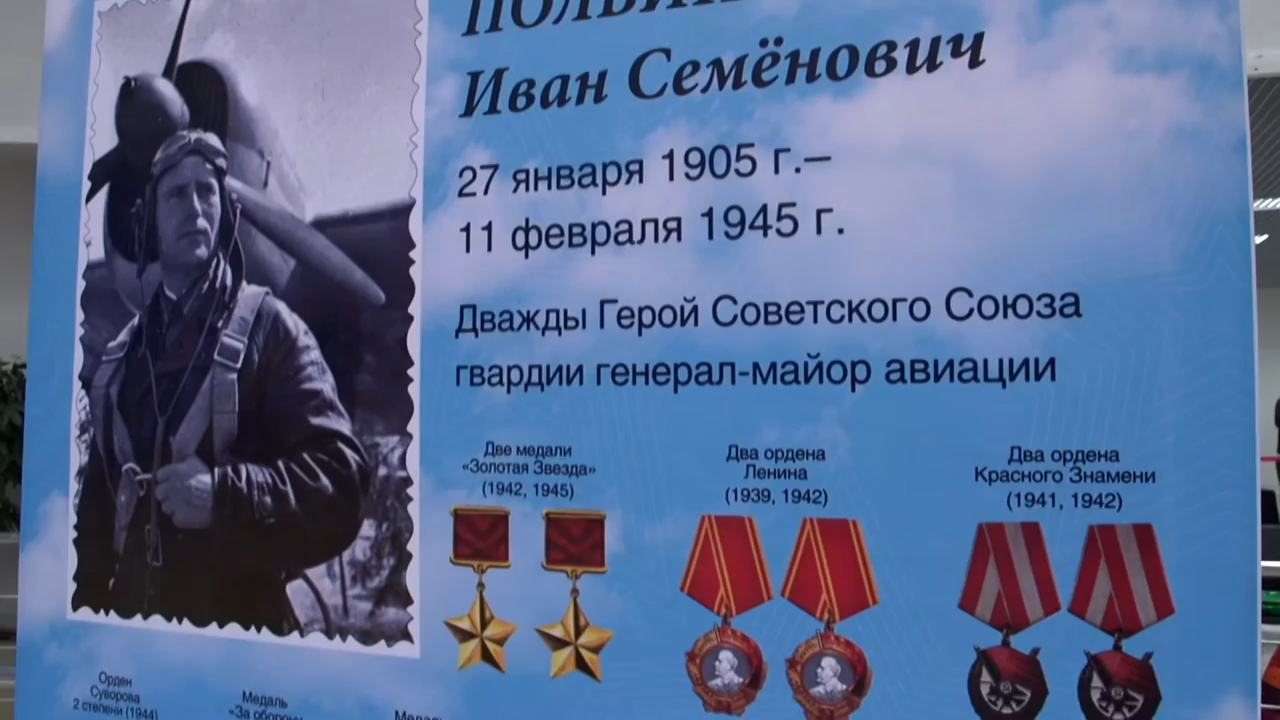 Иван Семёнович
27 января 1905 г.–
11 февраля 1945 г.
Дважды Герой Советского Союза
гвардии генерал-майор авиации
Две медали
«Золотая Звезда»
(1942, 1945)
Два ордена
Ленина
(1939, 1942)
Два ордена
Красного Знамени
(1941, 1942)
Орден
Суворова
2 степени (1944)
Медаль
«За